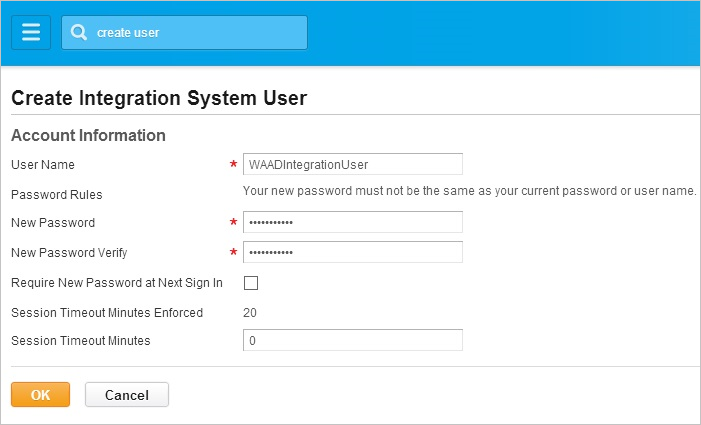 create user
Create Integration System User
Account Information
User Name * WAADIntegrationUser
Password Rules Your new password must not be the same as your current password or user name.
New Password * •••••••••••
New Password Verify * •••••••••••
Require New Password at Next Sign In
Session Timeout Minutes Enforced 20
Session Timeout Minutes 0
OK Cancel